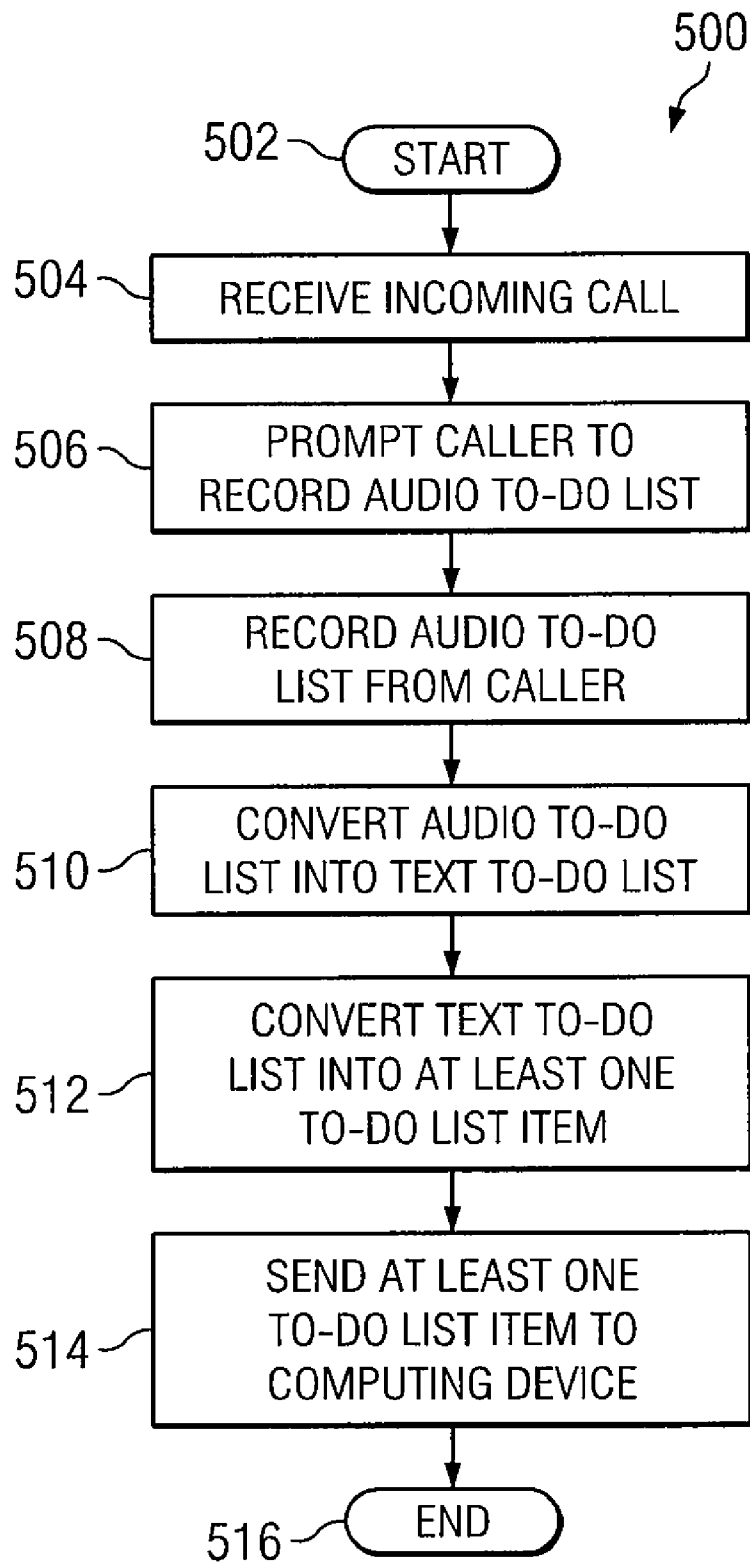 500
502
START
504
RECEIVE INCOMING CALL
506
PROMPT CALLER TO
RECORD AUDIO TO-DO LIST
508
RECORD AUDIO TO-DO
LIST FROM CALLER
510
CONVERT AUDIO TO-DO
LIST INTO TEXT TO-DO LIST
512
CONVERT TEXT TO-DO
LIST INTO AT LEAST ONE
TO-DO LIST ITEM
514
SEND AT LEAST ONE
TO-DO LIST ITEM TO
COMPUTING DEVICE
516
END